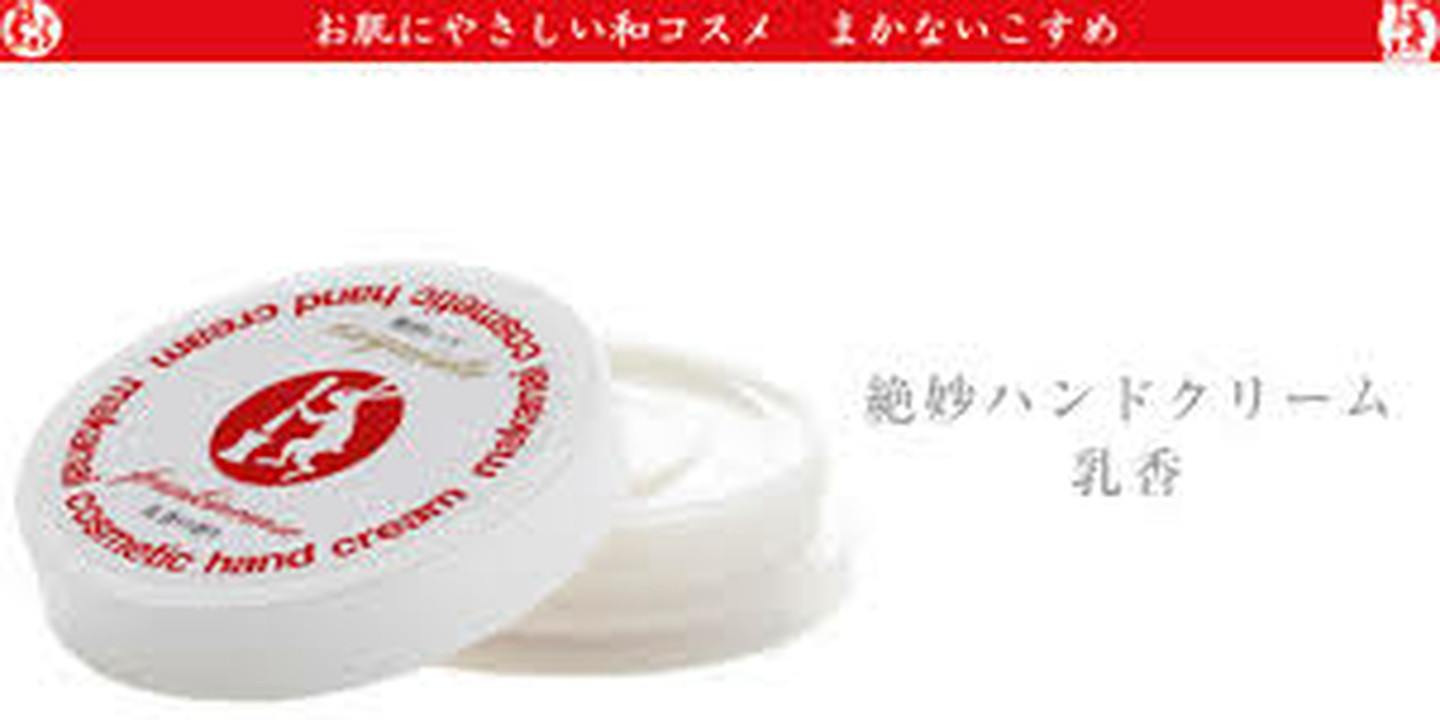 お肌にやさしい和コスメ　まかないこすめ
makanai cosmetic hand cream
makanai cosmetic hand cream
絶妙ハンドクリーム
乳香